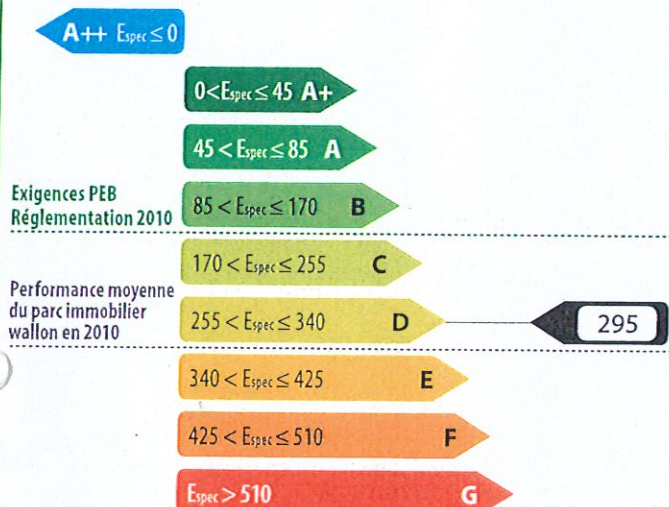 A++ Espec ≤ 0
0 < Espec ≤ 45 A+
45 < Espec ≤ 85 A
Exigences PEB
Réglementation 2010
85 < Espec ≤ 170 B
170 < Espec ≤ 255 C
Performance moyenne
du parc immobilier
wallon en 2010
255 < Espec ≤ 340 D
295
340 < Espec ≤ 425 E
425 < Espec ≤ 510 F
Espec > 510 G